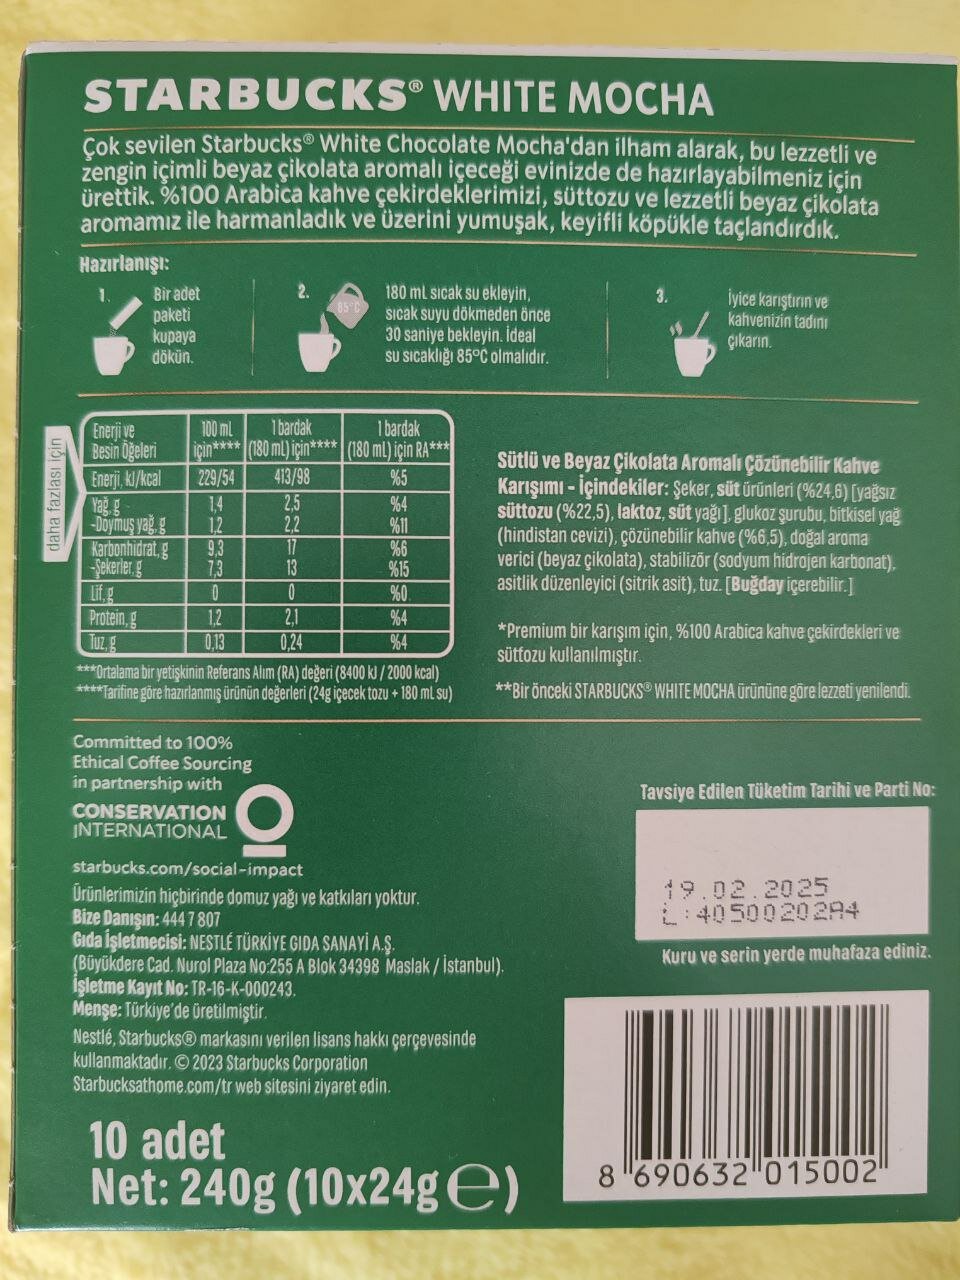 STARBUCKS® WHITE MOCHA
Çok sevilen Starbucks® White Chocolate Mocha'dan ilham alarak, bu lezzetli ve
zengin içimli beyaz çikolata aromalı içeceği evinizde de hazırlayabilmeniz için
ürettik. %100 Arabica kahve çekirdeklerimizi, süttozu ve lezzetli beyaz çikolata
aromamız ile harmanladık ve üzerini yumuşak, keyifli köpükle taçlandırdık.
Hazırlanışı:
1.
Bir adet
paketi
kupaya
dökün.
2.
85°C
180 mL sıcak su ekleyin,
sıcak suyu dökmeden önce
30 saniye bekleyin. İdeal
su sıcaklığı 85ºC olmalıdır.
3.
İyice karıştırın ve
kahvenizin tadını
çıkarın.
daha fazlası için
Enerji ve
Besin Öğeleri
100 mL
için****
1 bardak
(180 mL) için****
1 bardak
(180 mL) için RA***
Enerji, kJ/kcal 229/54 413/98 %5
Yağ, g 1,4 2,5 %4
-Doymuş yağ, g 1,2 2,2 %11
Karbonhidrat, g 9,3 17 %6
-Şekerler, g 7,3 13 %15
Lif, g 0 0 %0
Protein, g 1,2 2,1 %4
Tuz, g 0,13 0,24 %4
***Ortalama bir yetişkinin Referans Alım (RA) değeri (8400 kJ / 2000 kcal)
****Tarifine göre hazırlanmış ürünün değerleri (24g içecek tozu + 180 mL su)
Sütlü ve Beyaz Çikolata Aromalı Çözünebilir Kahve
Karışımı - İçindekiler: Şeker, süt ürünleri (%24,6) [yağsız
süttozu (%22,5), laktoz, süt yağı], glukoz şurubu, bitkisel yağ
(hindistan cevizi), çözünebilir kahve (%6,5), doğal aroma
verici (beyaz çikolata), stabilizör (sodyum hidrojen karbonat),
asitlik düzenleyici (sitrik asit), tuz. [Buğday içerebilir.]
*Premium bir karışım için, %100 Arabica kahve çekirdekleri ve
süttozu kullanılmıştır.
**Bir önceki STARBUCKS® WHITE MOCHA ürününe göre lezzeti yenilendi.
Committed to 100%
Ethical Coffee Sourcing
in partnership with
CONSERVATION
INTERNATIONAL
starbucks.com/social-impact
Ürünlerimizin hiçbirinde domuz yağı ve katkıları yoktur.
Bize Danışın: 444 7 807
Gıda İşletmecisi: NESTLÉ TÜRKİYE GIDA SANAYİ A.Ş.
(Büyükdere Cad. Nurol Plaza No:255 A Blok 34398 Maslak / İstanbul).
İşletme Kayıt No: TR-16-K-000243.
Menşe: Türkiye'de üretilmiştir.
Nestlé, Starbucks® markasını verilen lisans hakkı çerçevesinde
kullanmaktadır. © 2023 Starbucks Corporation
Starbucksathome.com/tr web sitesini ziyaret edin.
Tavsiye Edilen Tüketim Tarihi ve Parti No:
19.02.2025
L:40500202A4
Kuru ve serin yerde muhafaza ediniz.
10 adet
Net: 240g (10x24g e)
8 690632 015002